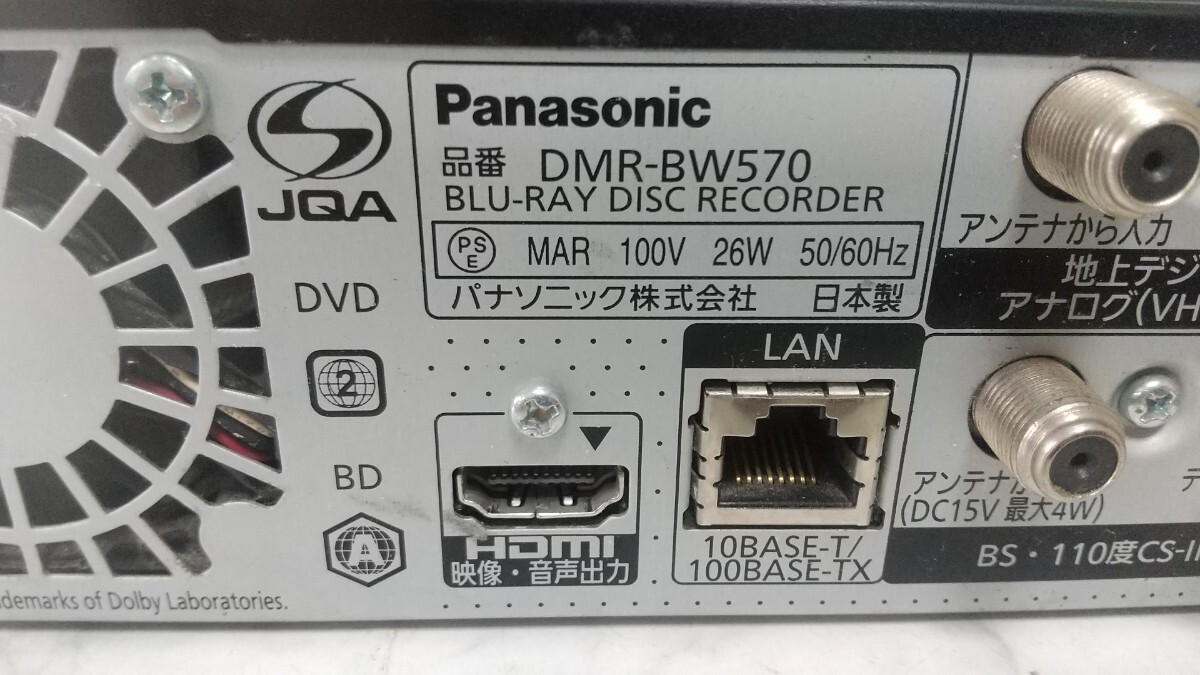 JQA
DVD
2
BD
A
demarks of Dolby Laboratories.
Panasonic
品番 DMR-BW570
BLU-RAY DISC RECORDER
PSE MAR 100V 26W 50/60Hz
パナソニック株式会社 日本製
HDMI
映像・音声出力
LAN
10BASE-T/
100BASE-TX
アンテナから入力
地上デジ
アナログ(VH
アンテナか
(DC15V 最大4W)
BS・110度CS-I